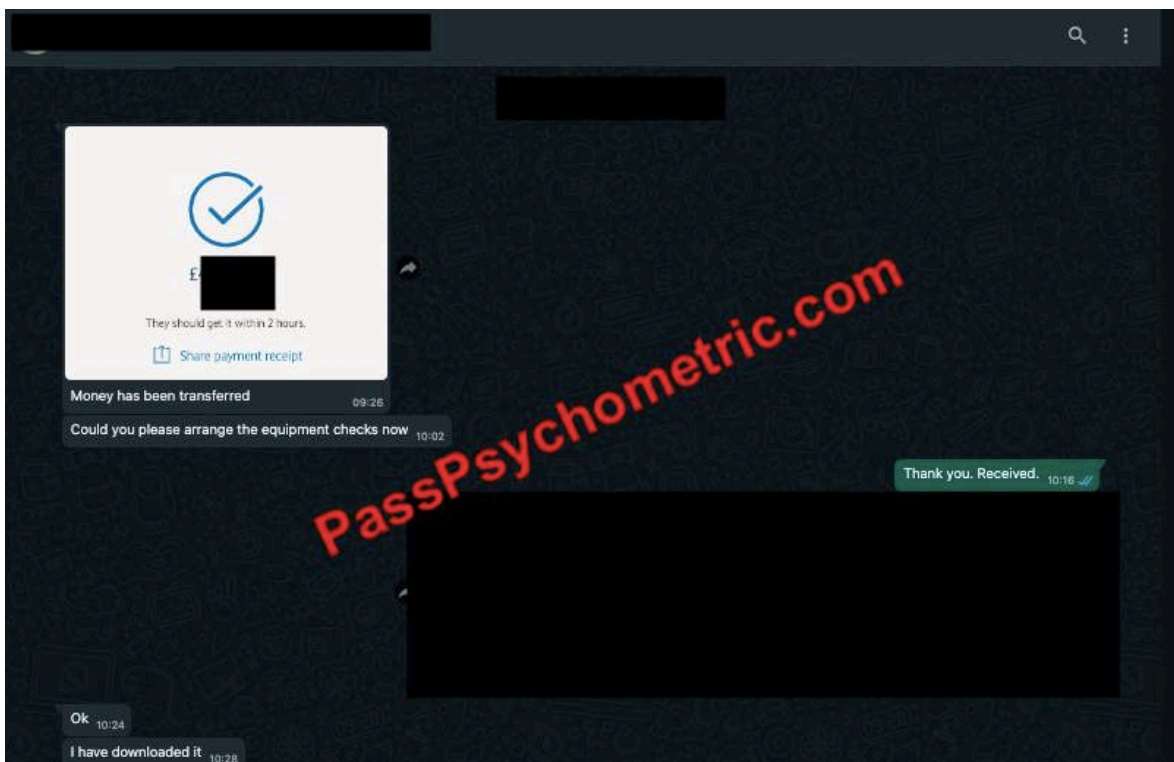 £
They should get it within 2 hours.
Share payment receipt
Money has been transferred
09:26
Could you please arrange the equipment checks now 10:02
PassPsychometric.com
Thank you. Received. 10:16
Ok 10:24
I have downloaded it 10:28